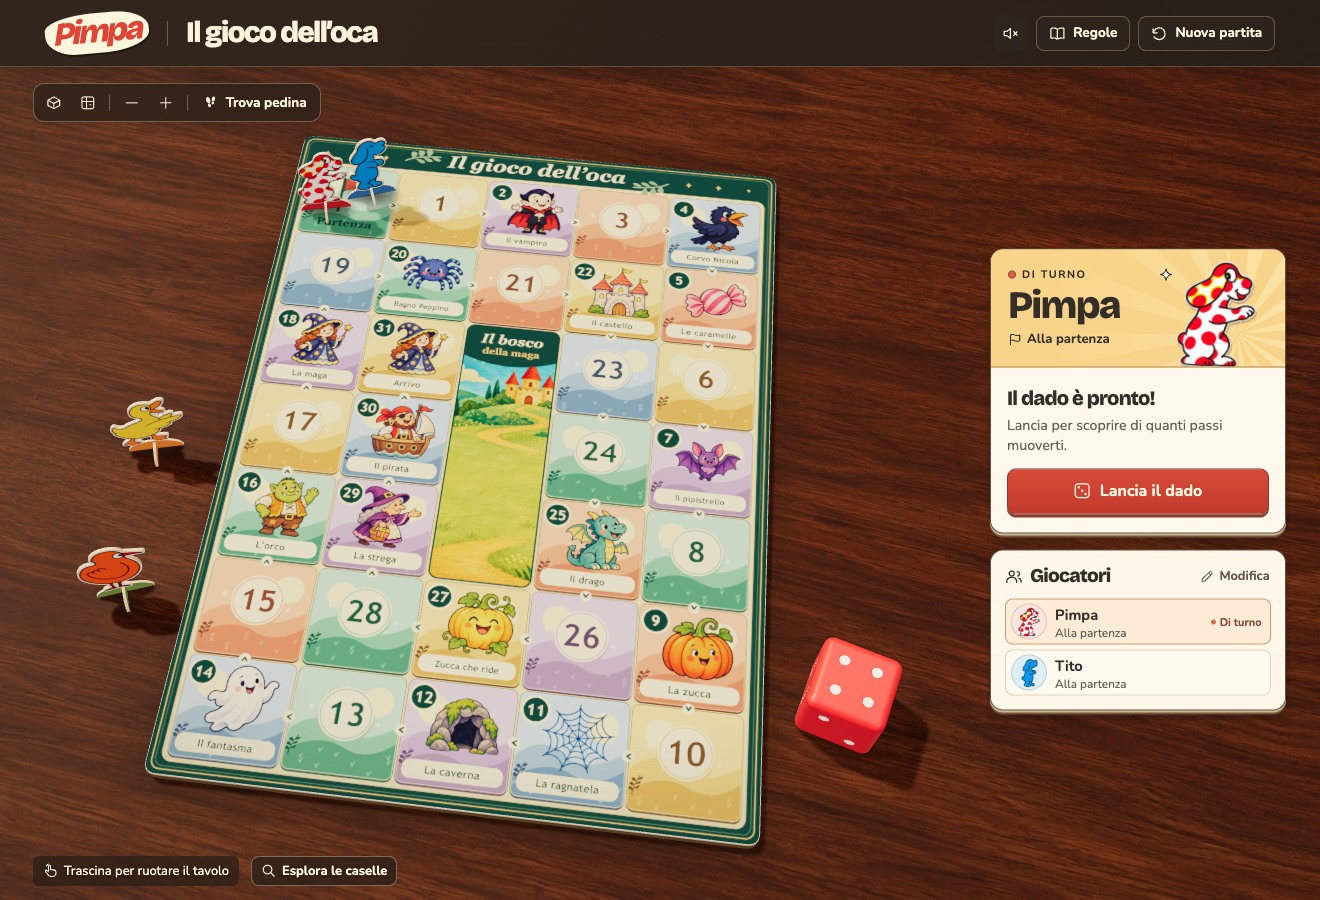 Pimpa
Il gioco dell'oca
Regole
Nuova partita
Trova pedina
Il gioco dell'oca
Partenza
1
2
Il vampiro
3
4
Corvo Nicola
19
20
Ragno Peppino
21
22
Il castello
5
Le caramelle
18
La maga
31
Arrivo
Il bosco
della maga
23
6
17
30
Il pirata
24
7
Il pipistrello
16
L'orco
29
La strega
25
Il drago
8
15
28
27
Zucca che ride
26
9
La zucca
14
Il fantasma
13
12
La caverna
11
La ragnatela
10
DI TURNO
Pimpa
Alla partenza
Il dado è pronto!
Lancia per scoprire di quanti passi
muoverti.
Lancia il dado
Giocatori
Modifica
Pimpa
Alla partenza
Di turno
Tito
Alla partenza
Trascina per ruotare il tavolo
Esplora le caselle